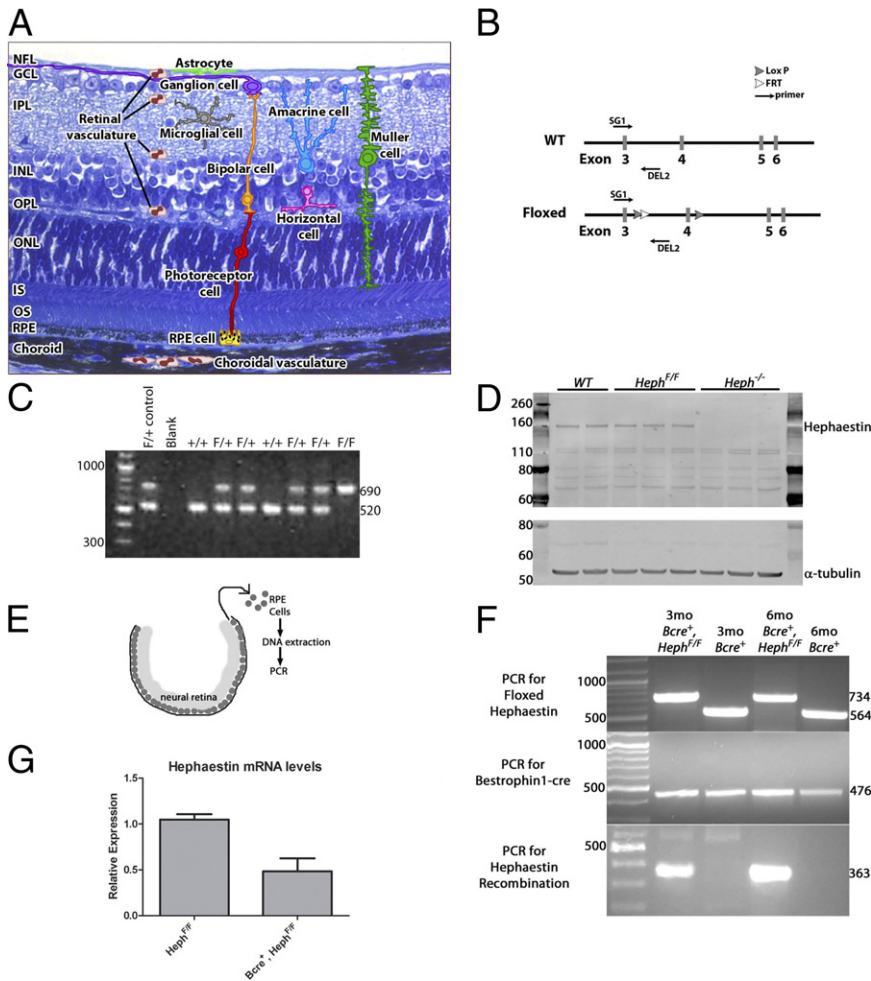 A
NFL
GCL
IPL
INL
OPL
ONL
IS
OS
RPE
Choroid
Astrocyte
Ganglion cell
Retinal
vasculature
Microglial cell
Amacrine cell
Muller
cell
Bipolar cell
Horizontal
cell
Photoreceptor
cell
RPE cell
Choroidal vasculature
B
Lox P
FRT
primer
SG1
WT
Exon 3 4 5 6
DEL2
SG1
Floxed
Exon 3 4 5 6
DEL2
C
F/+ control
Blank
+/+
F/+
F/+
+/+
F/+
F/+
F/F
1000
300
690
520
D
WT Heph^F/F Heph^-/-
260
160
110
80
60
Hephaestin
80
60
50
α-tubulin
E
RPE
Cells
DNA extraction
PCR
neural retina
F
3mo
Bcre+,
Heph^F/F
3mo
Bcre+
6mo
Bcre+,
Heph^F/F
6mo
Bcre+
PCR for
Floxed
Hephaestin
1000
500
734
564
PCR for
Bestrophin1-cre
1000
500
476
PCR for
Hephaestin
Recombination
500
363
G
Hephaestin mRNA levels
Relative Expression
1.5
1.0
0.5
0.0
Heph^F/F
Bcre+, Heph^F/F